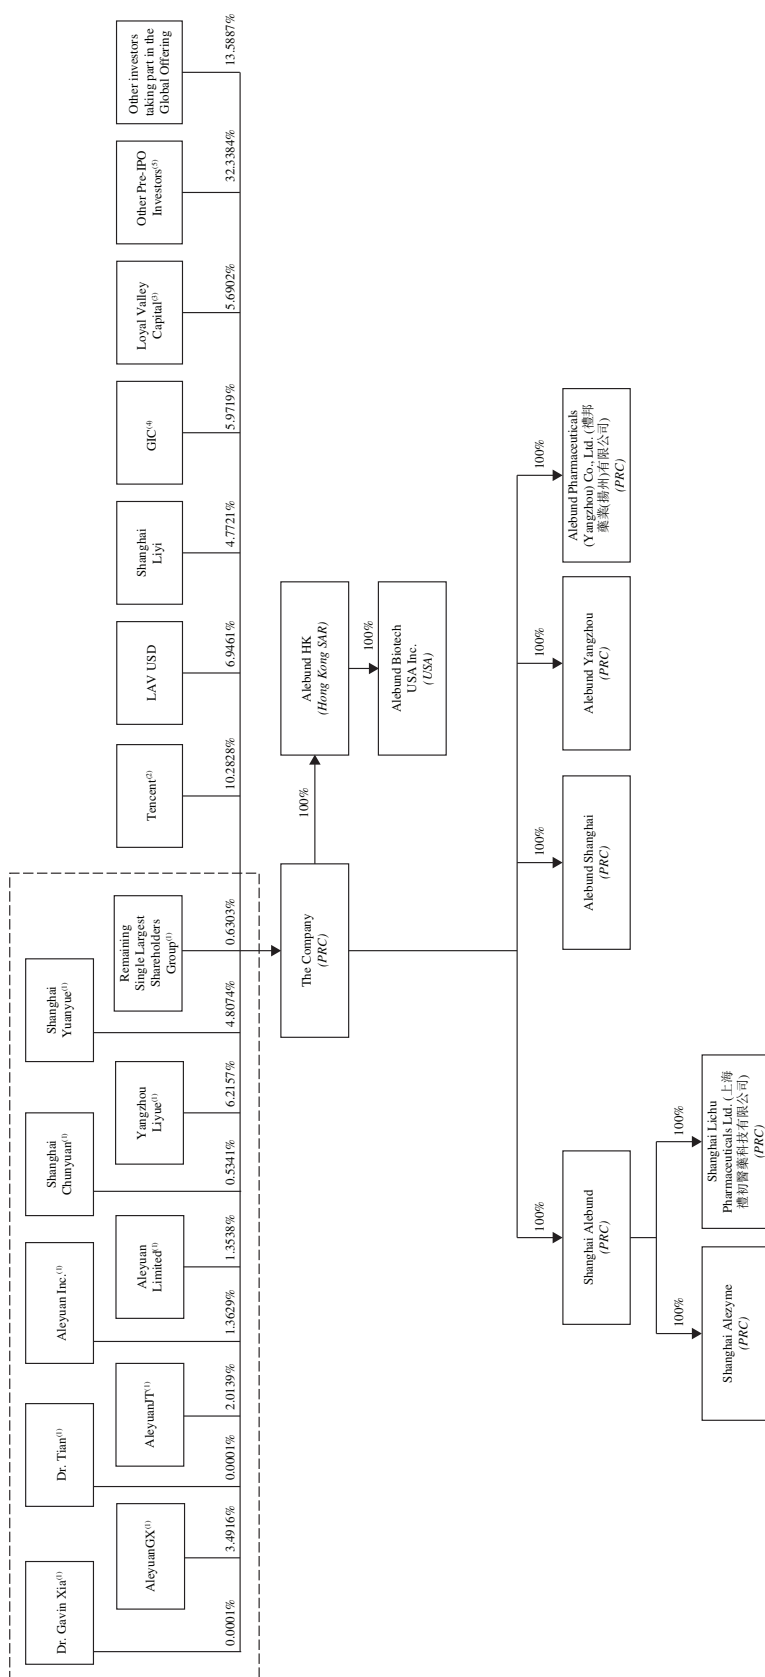 Dr. Gavin Xia(1)
0.0001%
AleyuanGX(1)
3.4916%
Dr. Tian(1)
0.0001%
AleyuanJT(1)
2.0139%
Aleyuan Inc.(1)
1.3629%
Aleyuan
Limited(1)
1.3538%
Shanghai
Chunyuan(1)
0.5341%
Yangzhou
Liyue(1)
6.2157%
Shanghai
Yuanyue(1)
4.8074%
Remaining
Single Largest
Shareholders
Group(1)
0.6303%
Tencent(2)
10.2828%
LAV USD
6.9461%
Shanghai
Liyi
4.7721%
GIC(4)
5.9719%
Loyal Valley
Capital(3)
5.6902%
Other Pre-IPO
Investors(5)
32.3384%
Other investors
taking part in the
Global Offering
13.5887%
The Company
(PRC)
100%
Alebund HK
(Hong Kong SAR)
100%
Alebund Biotech
USA Inc.
(USA)
100%
Shanghai Alebund
(PRC)
100%
Alebund Shanghai
(PRC)
100%
Alebund Yangzhou
(PRC)
100%
Alebund Pharmaceuticals
(Yangzhou) Co., Ltd. (禮邦
藥業(揚州)有限公司)
(PRC)
100%
Shanghai Alezyme
(PRC)
100%
Shanghai Lichu
Pharmaceuticals Ltd. (上海
禮初醫藥科技有限公司)
(PRC)